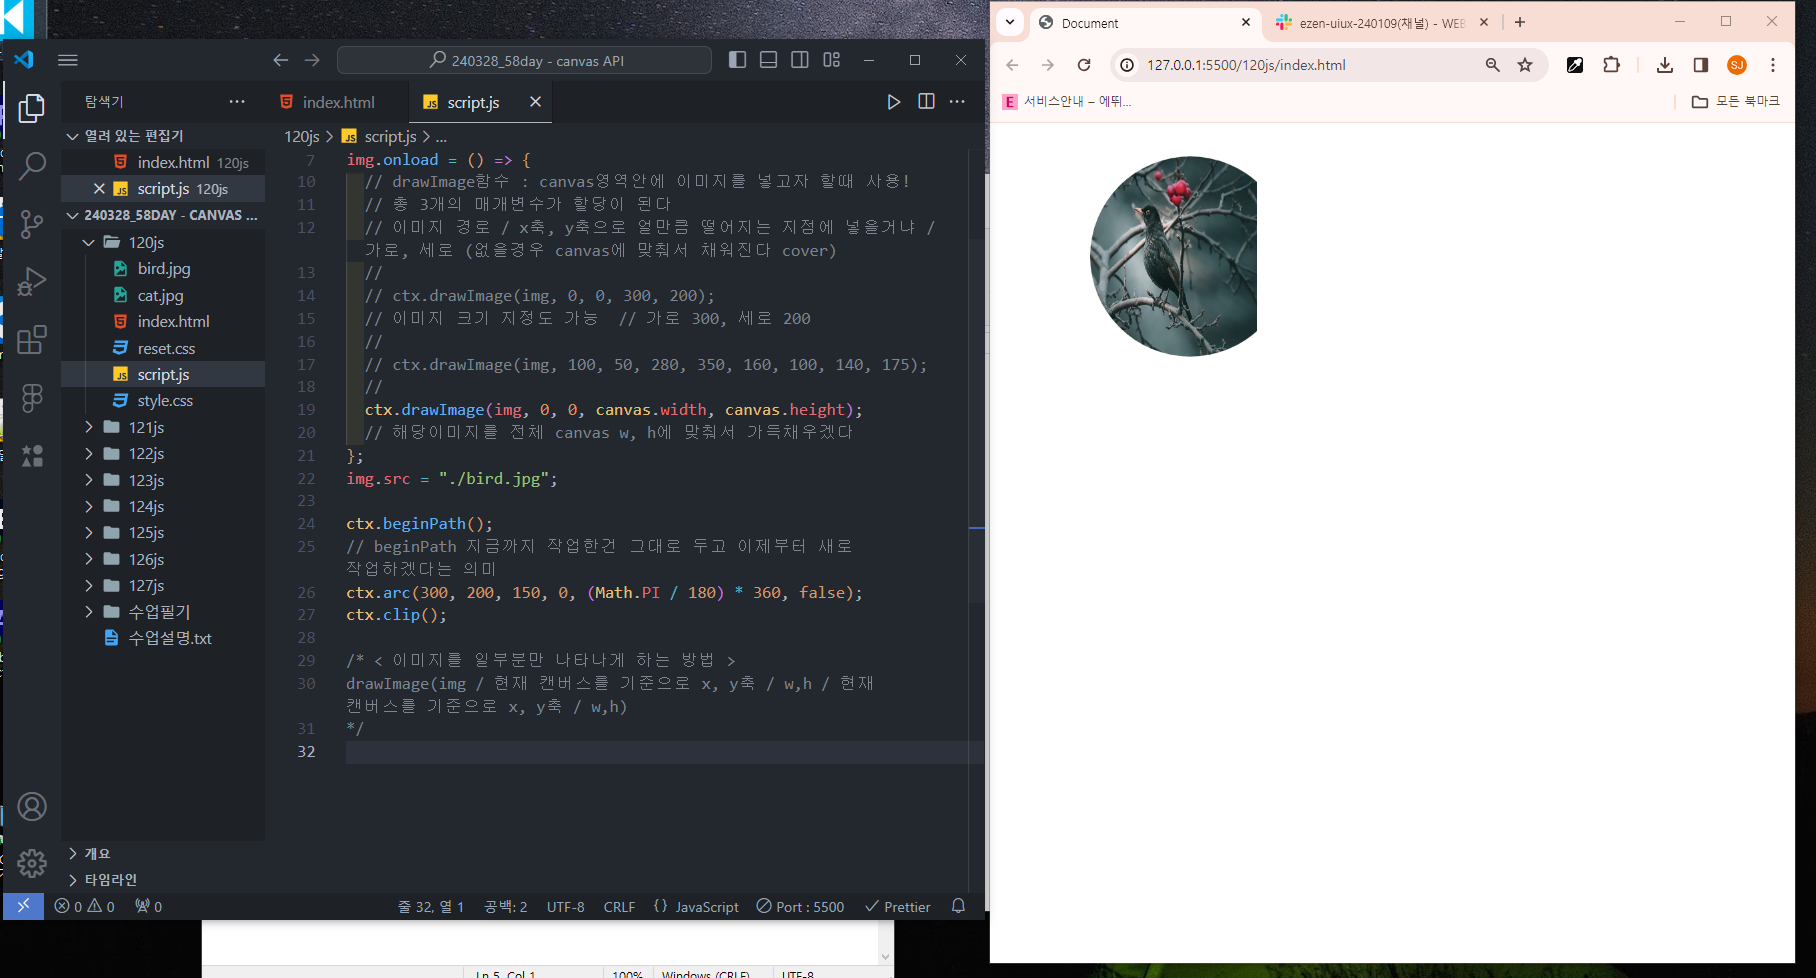 240328_58day - canvas API
탐색기
index.html
script.js
열려 있는 편집기
index.html 120js
script.js 120js
240328_58DAY - CANVAS ...
120js
bird.jpg
cat.jpg
index.html
reset.css
script.js
style.css
121js
122js
123js
124js
125js
126js
127js
수업필기
수업설명.txt
개요
타임라인
120js > script.js > ...
7 img.onload = () => {
10 // drawImage함수 : canvas영역안에 이미지를 넣고자 할때 사용!
11 // 총 3개의 매개변수가 할당이 된다
12 // 이미지 경로 / x축, y축으로 얼만큼 떨어지는 지점에 넣을거냐 /
가로, 세로 (없을경우 canvas에 맞춰서 채워진다 cover)
13 //
14 // ctx.drawImage(img, 0, 0, 300, 200);
15 // 이미지 크기 지정도 가능 // 가로 300, 세로 200
16 //
17 // ctx.drawImage(img, 100, 50, 280, 350, 160, 100, 140, 175);
18 //
19 ctx.drawImage(img, 0, 0, canvas.width, canvas.height);
20 // 해당이미지를 전체 canvas w, h에 맞춰서 가득채우겠다
21 };
22 img.src = "./bird.jpg";
23
24 ctx.beginPath();
25 // beginPath 지금까지 작업한건 그대로 두고 이제부터 새로
작업하겠다는 의미
26 ctx.arc(300, 200, 150, 0, (Math.PI / 180) * 360, false);
27 ctx.clip();
28
29 /* < 이미지를 일부분만 나타나게 하는 방법 >
30 drawImage(img / 현재 캔버스를 기준으로 x, y축 / w,h / 현재
캔버스를 기준으로 x, y축 / w,h)
31 */
32
0 0 0
줄 32, 열 1 공백: 2 UTF-8 CRLF {} JavaScript Port : 5500 Prettier
Ln 5, Col 1 100% Windows (CRLF) UTF-8
Document
ezen-uiux-240109(채널) - WEB
127.0.0.1:5500/120js/index.html
SJ
E 서비스안내 – 에뛰...
모든 북마크